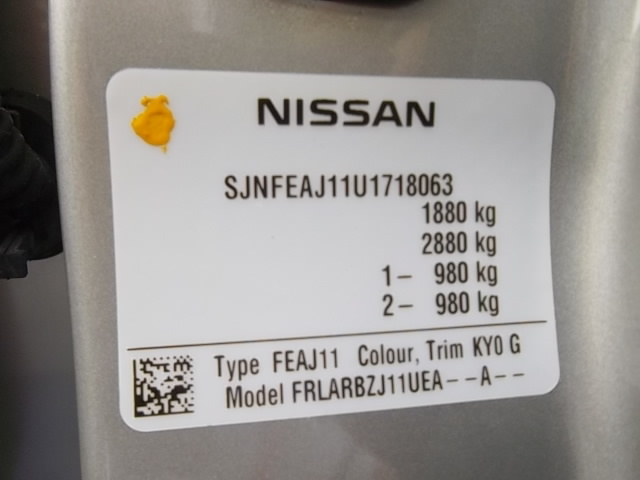 NISSAN
SJNFEAJ11U1718063
1880 kg
2880 kg
1- 980 kg
2- 980 kg
Type FEAJ11 Colour, Trim KY0 G
Model FRLARBZJ11UEA--A--